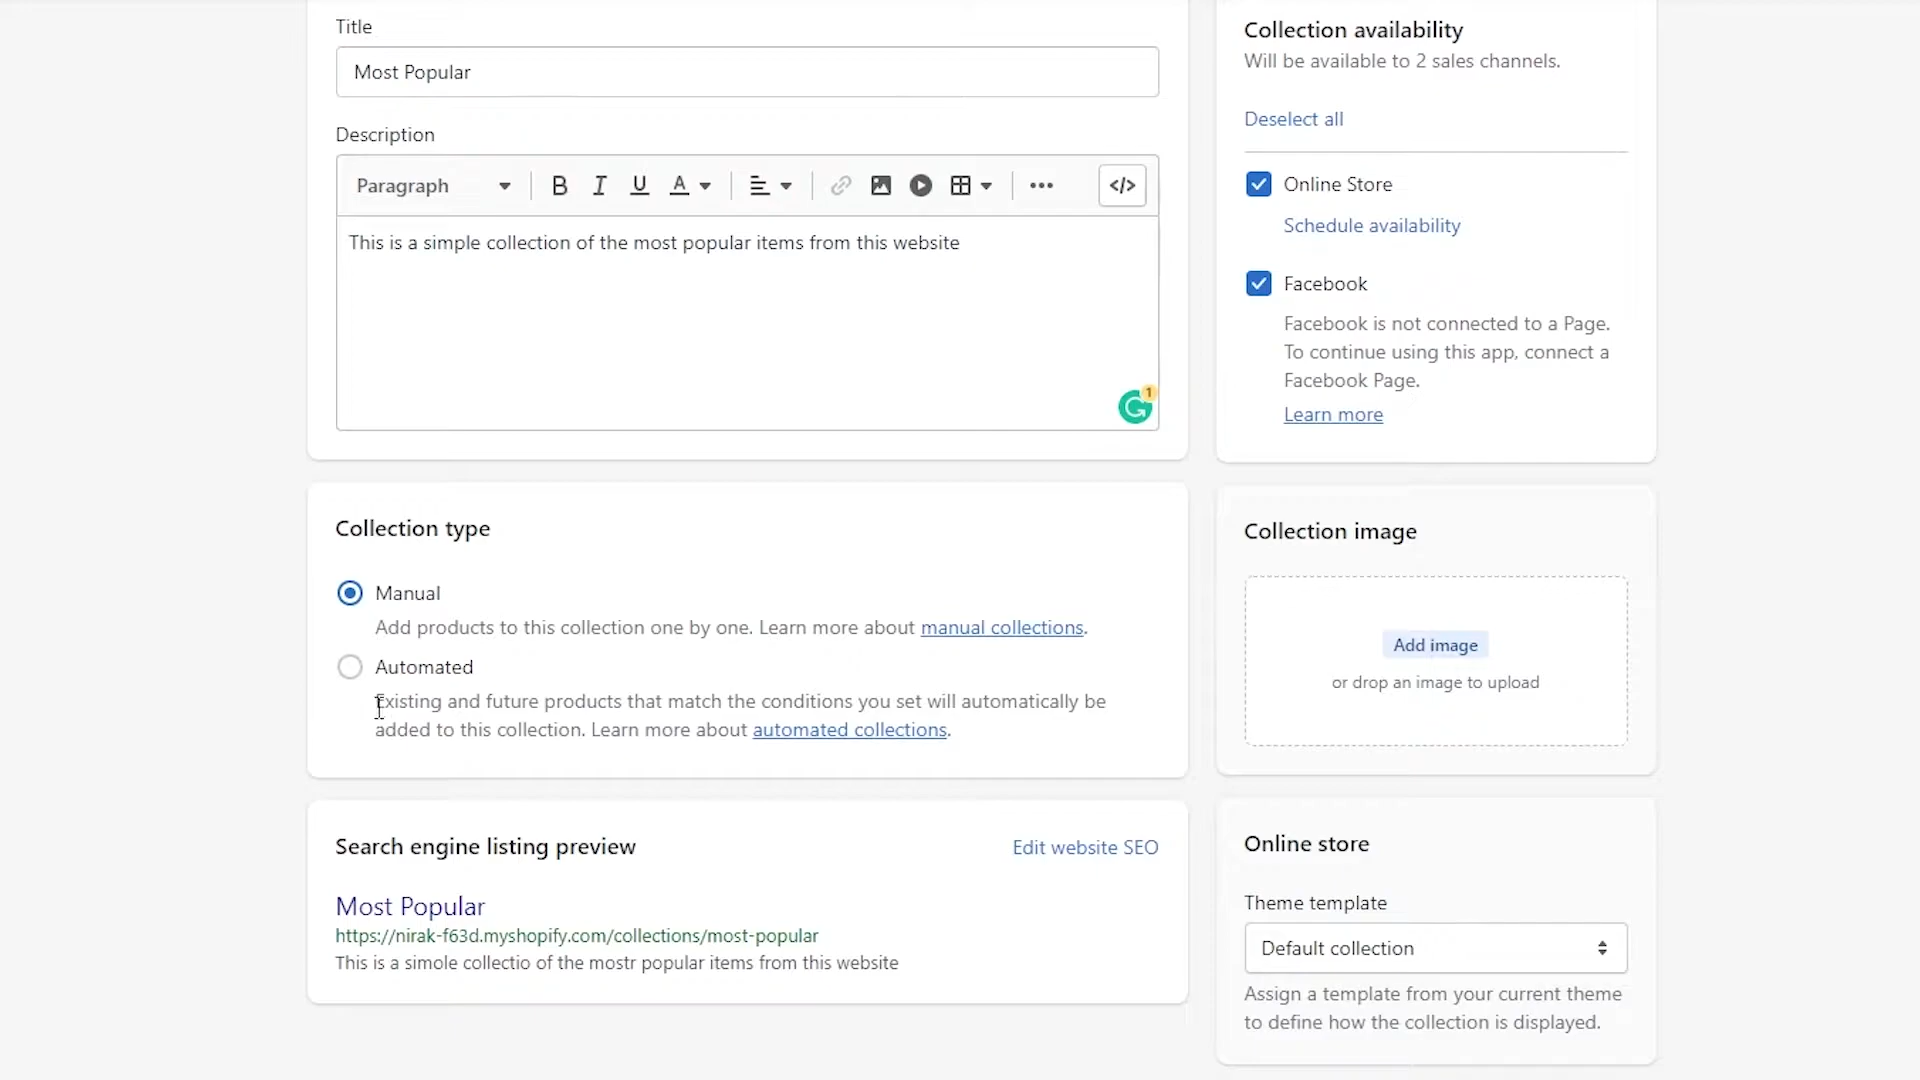 Title
Most Popular
Description
Paragraph
B I U A
</>
This is a simple collection of the most popular items from this website
1
Collection type
Manual
Add products to this collection one by one. Learn more about manual collections.
Automated
Existing and future products that match the conditions you set will automatically be
added to this collection. Learn more about automated collections.
Search engine listing preview
Edit website SEO
Most Popular
https://nirak-f63d.myshopify.com/collections/most-popular
This is a simole collectio of the mostr popular items from this website
Collection availability
Will be available to 2 sales channels.
Deselect all
Online Store
Schedule availability
Facebook
Facebook is not connected to a Page.
To continue using this app, connect a
Facebook Page.
Learn more
Collection image
Add image
or drop an image to upload
Online store
Theme template
Default collection
Assign a template from your current theme
to define how the collection is displayed.